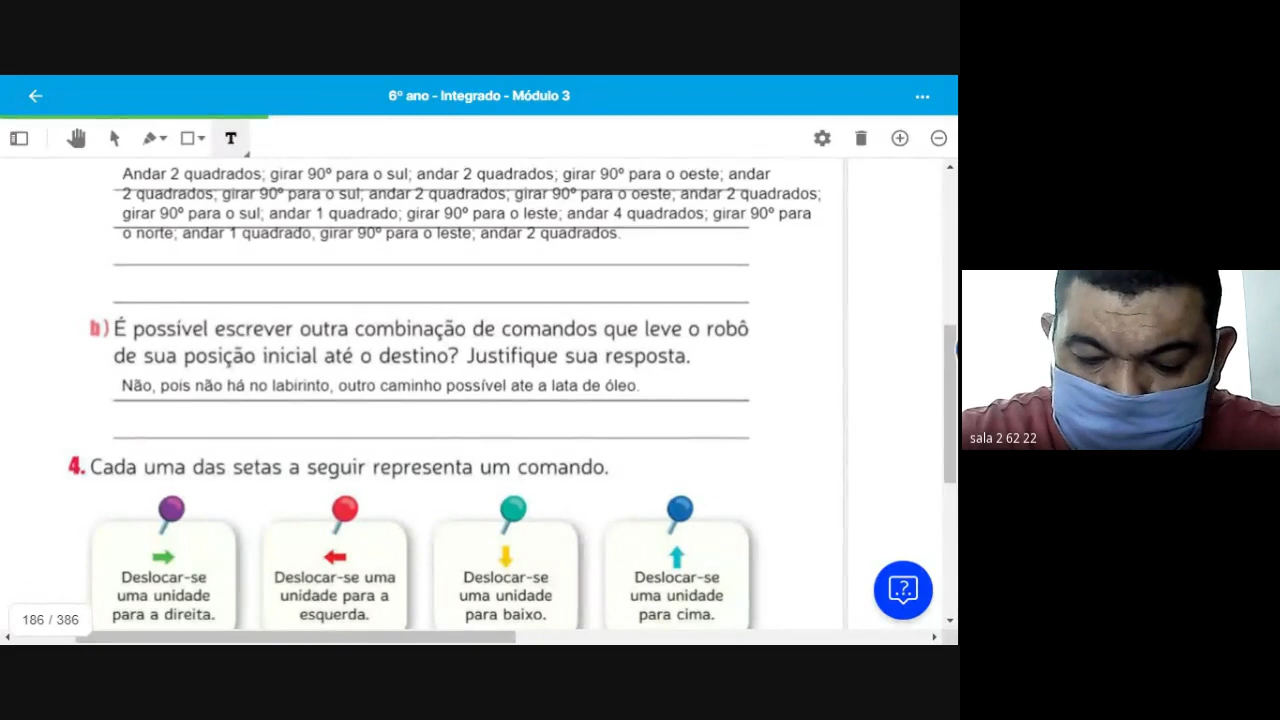 6º ano - Integrado - Módulo 3
T
Andar 2 quadrados; girar 90º para o sul; andar 2 quadrados; girar 90º para o oeste; andar
2 quadrados; girar 90º para o sul; andar 2 quadrados; girar 90º para o oeste; andar 2 quadrados;
girar 90º para o sul; andar 1 quadrado; girar 90º para o leste; andar 4 quadrados; girar 90º para
o norte; andar 1 quadrado, girar 90º para o leste; andar 2 quadrados.
b) É possível escrever outra combinação de comandos que leve o robô
de sua posição inicial até o destino? Justifique sua resposta.
Não, pois não há no labirinto, outro caminho possível ate a lata de óleo.
4. Cada uma das setas a seguir representa um comando.
Deslocar-se
uma unidade
para a direita.
Deslocar-se uma
unidade para a
esquerda.
Deslocar-se
uma unidade
para baixo.
Deslocar-se
uma unidade
para cima.
186 / 386
sala 2 62 22